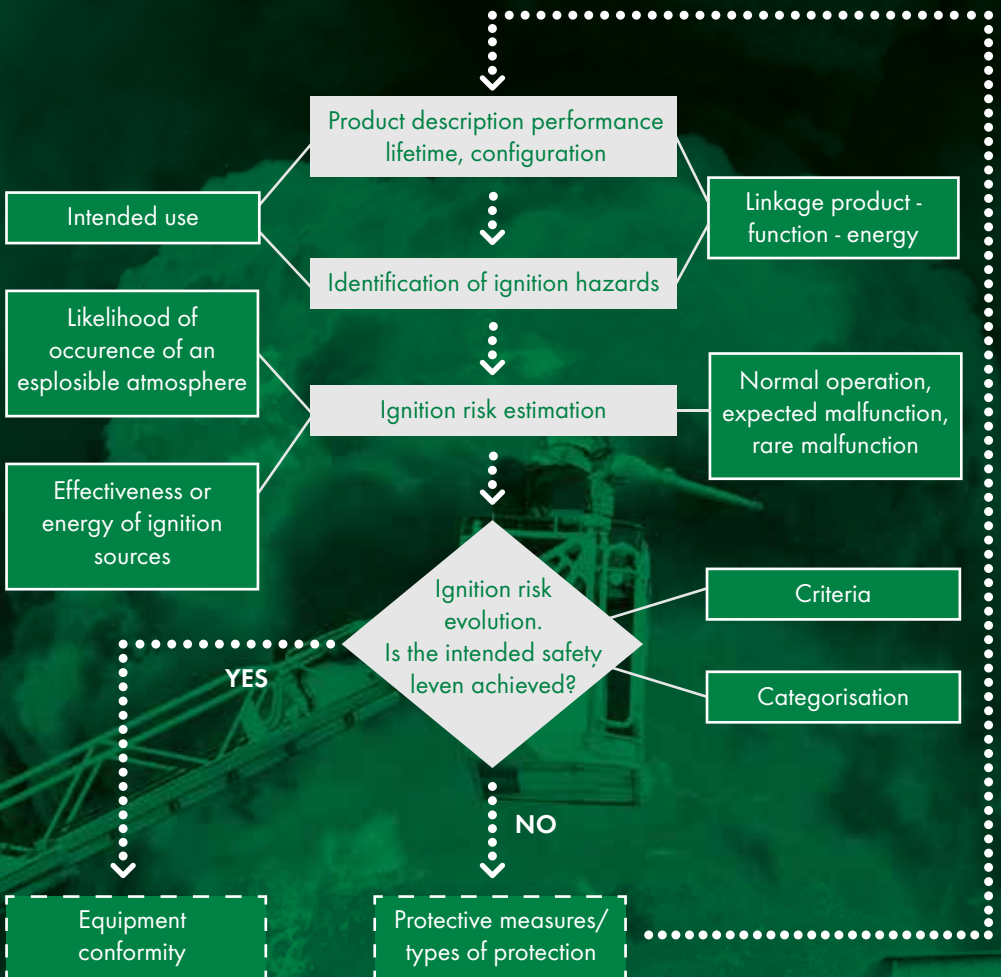 Product description performance
lifetime, configuration
Intended use
Linkage product -
function - energy
Identification of ignition hazards
Likelihood of
occurence of an
esplosible atmosphere
Ignition risk estimation
Normal operation,
expected malfunction,
rare malfunction
Effectiveness or
energy of ignition
sources
Ignition risk
evolution.
Is the intended safety
leven achieved?
Criteria
Categorisation
YES
NO
Equipment
conformity
Protective measures/
types of protection